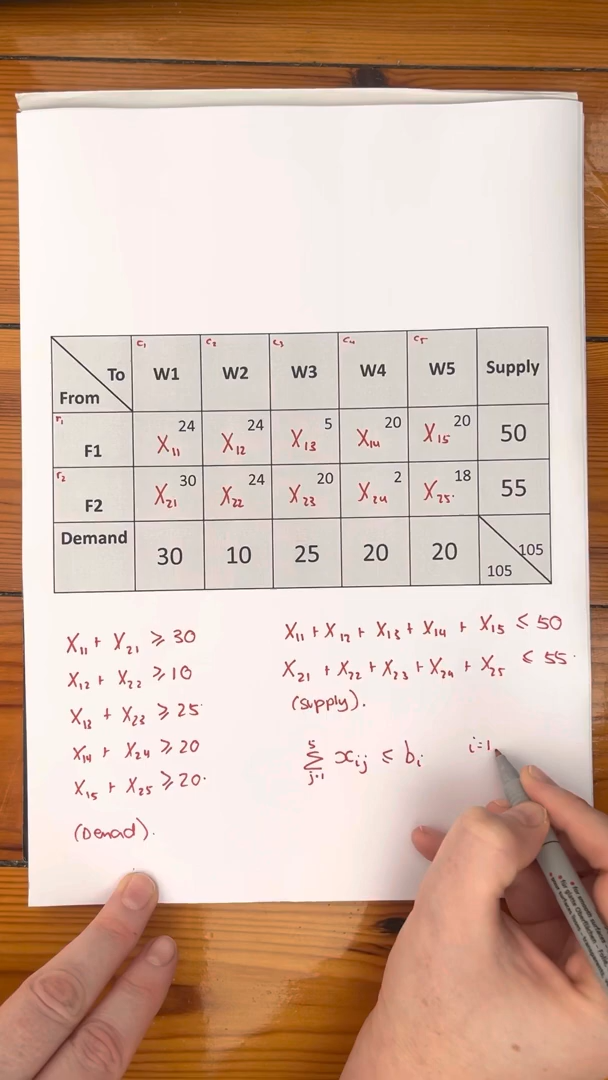 c₁ c₂ c₃ c₄ c₅
To W1 W2 W3 W4 W5 Supply
From
r₁ F1 X₁₁ 24 X₁₂ 24 X₁₃ 5 X₁₄ 20 X₁₅ 20 50
r₂ F2 X₂₁ 30 X₂₂ 24 X₂₃ 20 X₂₄ 2 X₂₅ 18 55
Demand 30 10 25 20 20 105 105
X₁₁ + X₂₁ ≥ 30
X₁₂ + X₂₂ ≥ 10
X₁₃ + X₂₃ ≥ 25
X₁₄ + X₂₄ ≥ 20
X₁₅ + X₂₅ ≥ 20.
(Demad).
X₁₁ + X₁₂ + X₁₃ + X₁₄ + X₁₅ ≤ 50
X₂₁ + X₂₂ + X₂₃ + X₂₄ + X₂₅ ≤ 55.
(Supply).
5
∑ xᵢⱼ ≤ bᵢ i=1
j=1